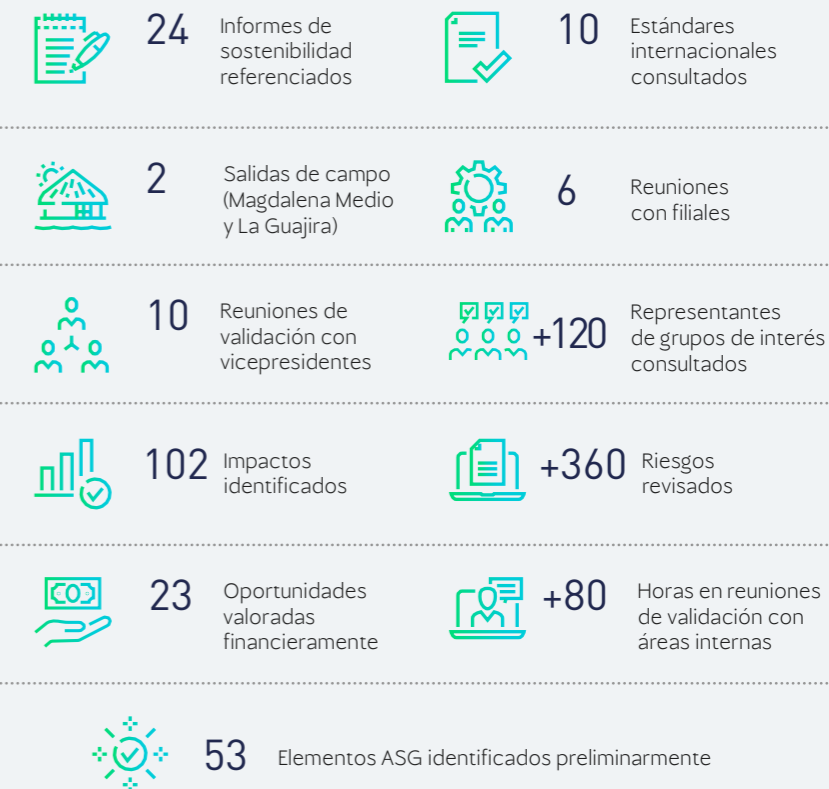 24
Informes de
sostenibilidad
referenciados
10
Estándares
internacionales
consultados
2
Salidas de campo
(Magdalena Medio
y La Guajira)
6
Reuniones
con filiales
10
Reuniones de
validación con
vicepresidentes
+120
Representantes
de grupos de interés
consultados
102
Impactos
identificados
+360
Riesgos
revisados
23
Oportunidades
valoradas
financieramente
+80
Horas en reuniones
de validación con
áreas internas
53
Elementos ASG identificados preliminarmente